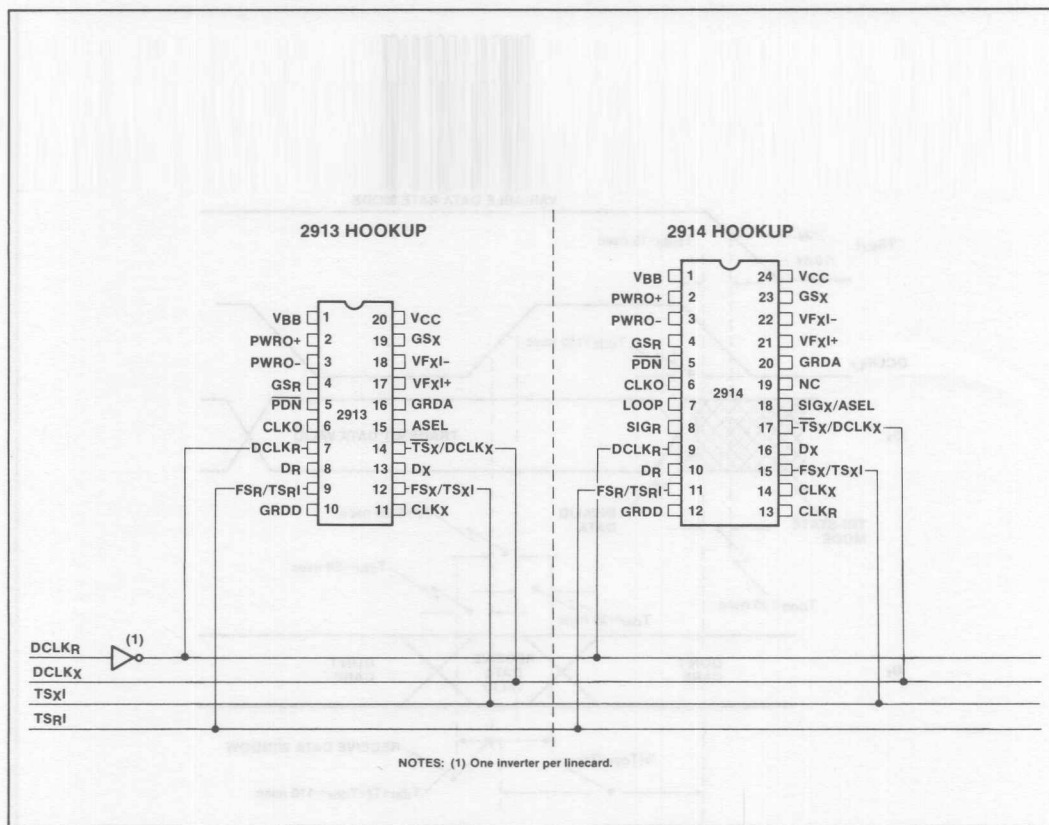 2913 HOOKUP
VBB 1 20 VCC
PWRO+ 2 19 GSX
PWRO– 3 18 VFXI–
GSR 4 17 VFXI+
PDN 5 16 GRDA
2913
CLKO 6 15 ASEL
DCLKR 7 14 TSX/DCLKX
DR 8 13 DX
FSR/TSRI 9 12 FSX/TSXI
GRDD 10 11 CLKX
2914 HOOKUP
VBB 1 24 VCC
PWRO+ 2 23 GSX
PWRO– 3 22 VFXI–
GSR 4 21 VFXI+
PDN 5 20 GRDA
CLKO 6 19 NC
2914
LOOP 7 18 SIGX/ASEL
SIGR 8 17 TSX/DCLKX
DCLKR 9 16 DX
DR 10 15 FSX/TSXI
FSR/TSRI 11 14 CLKX
GRDD 12 13 CLKR
DCLKR (1)
DCLKX
TSXI
TSRI
NOTES: (1) One inverter per linecard.